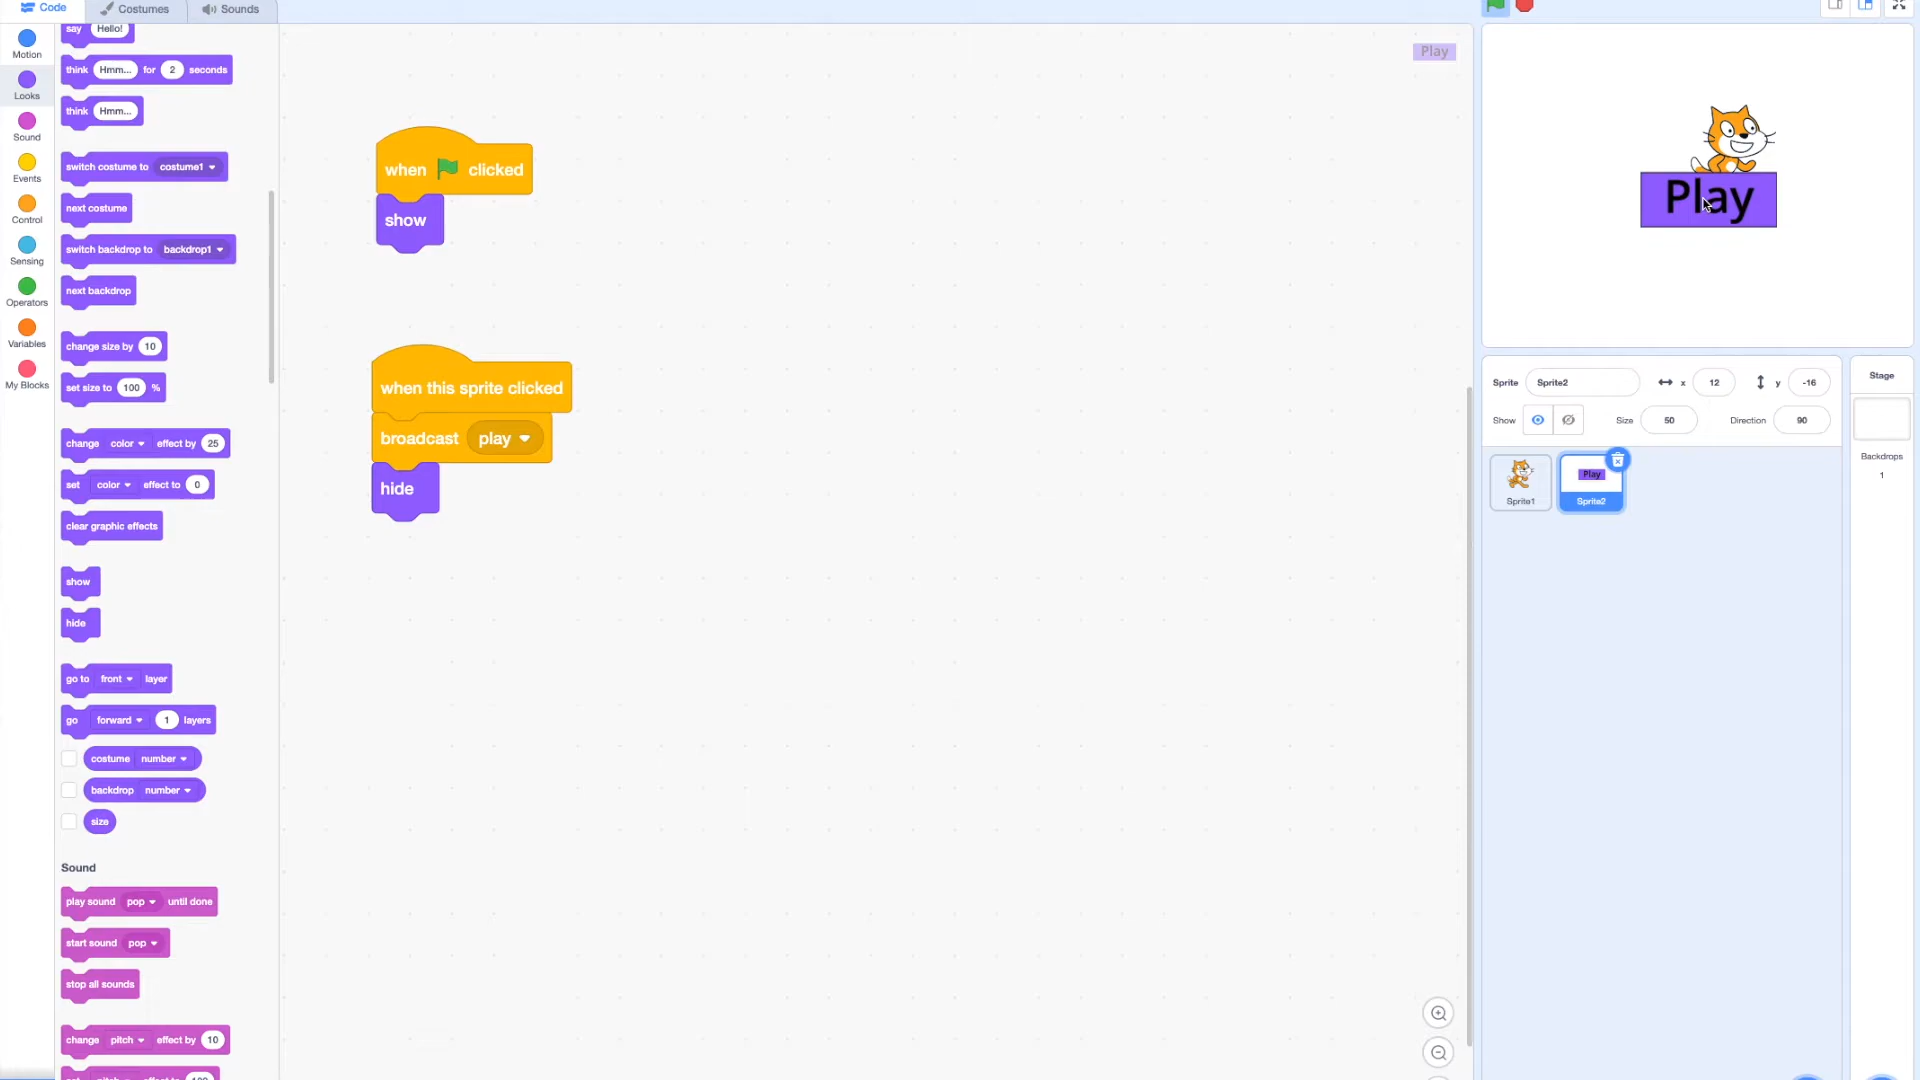 Code Costumes Sounds
Motion
Looks
Sound
Events
Control
Sensing
Operators
Variables
My Blocks
say Hello!
think Hmm... for 2 seconds
think Hmm...
switch costume to costume1
next costume
switch backdrop to backdrop1
next backdrop
change size by 10
set size to 100 %
change color effect by 25
set color effect to 0
clear graphic effects
show
hide
go to front layer
go forward 1 layers
costume number
backdrop number
size
Sound
play sound pop until done
start sound pop
stop all sounds
change pitch effect by 10
when clicked
show
when this sprite clicked
broadcast play
hide
Play
Play
Sprite Sprite2 x 12 y -16
Show Size 50 Direction 90
Sprite1
Play
Sprite2
Stage
Backdrops
1